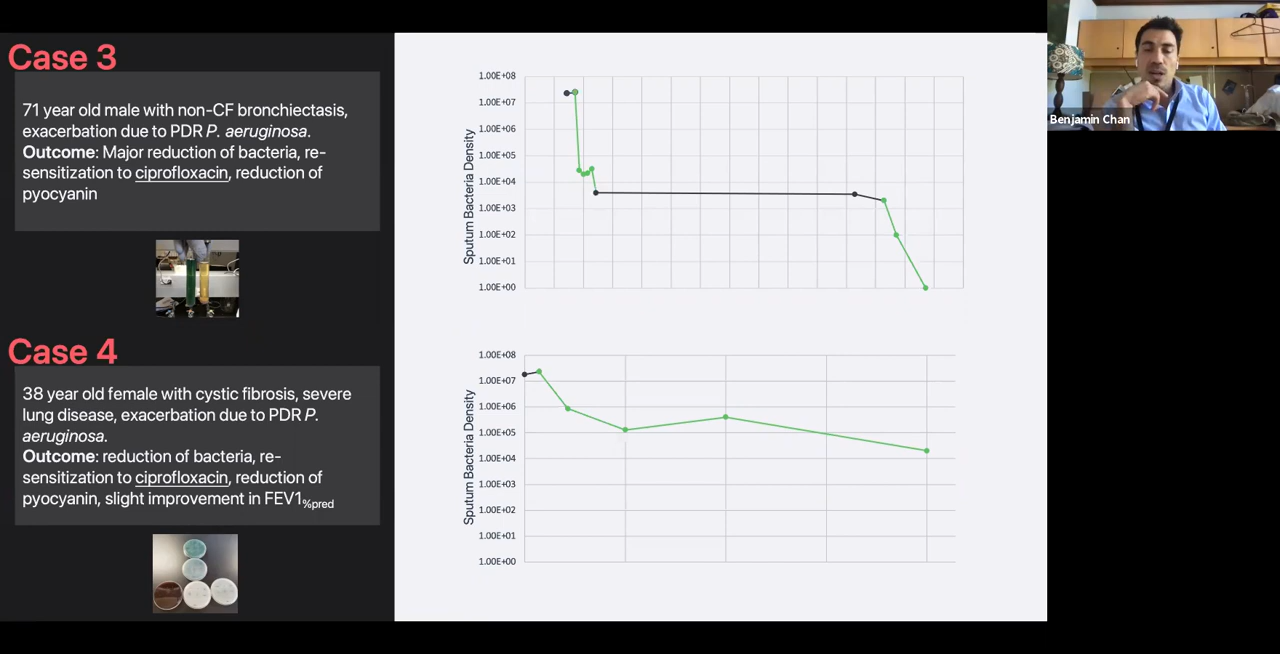 Case 3
71 year old male with non-CF bronchiectasis,
exacerbation due to PDR P. aeruginosa.
Outcome: Major reduction of bacteria, re-
sensitization to ciprofloxacin, reduction of
pyocyanin
Case 4
38 year old female with cystic fibrosis, severe
lung disease, exacerbation due to PDR P.
aeruginosa.
Outcome: reduction of bacteria, re-
sensitization to ciprofloxacin, reduction of
pyocyanin, slight improvement in FEV1%pred
Sputum Bacteria Density
1.00E+08
1.00E+07
1.00E+06
1.00E+05
1.00E+04
1.00E+03
1.00E+02
1.00E+01
1.00E+00
Sputum Bacteria Density
1.00E+08
1.00E+07
1.00E+06
1.00E+05
1.00E+04
1.00E+03
1.00E+02
1.00E+01
1.00E+00
Benjamin Chan